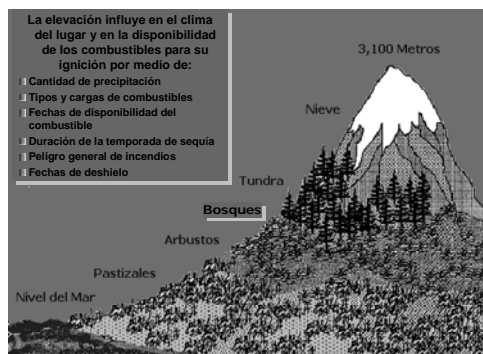 La elevación influye en el clima
del lugar y en la disponibilidad
de los combustibles para su
ignición por medio de:
Cantidad de precipitación
Tipos y cargas de combustibles
Fechas de disponibilidad del
combustible
Duración de la temporada de sequía
Peligro general de incendios
Fechas de deshielo
3,100 Metros
Nieve
Tundra
Bosques
Arbustos
Pastizales
Nivel del Mar